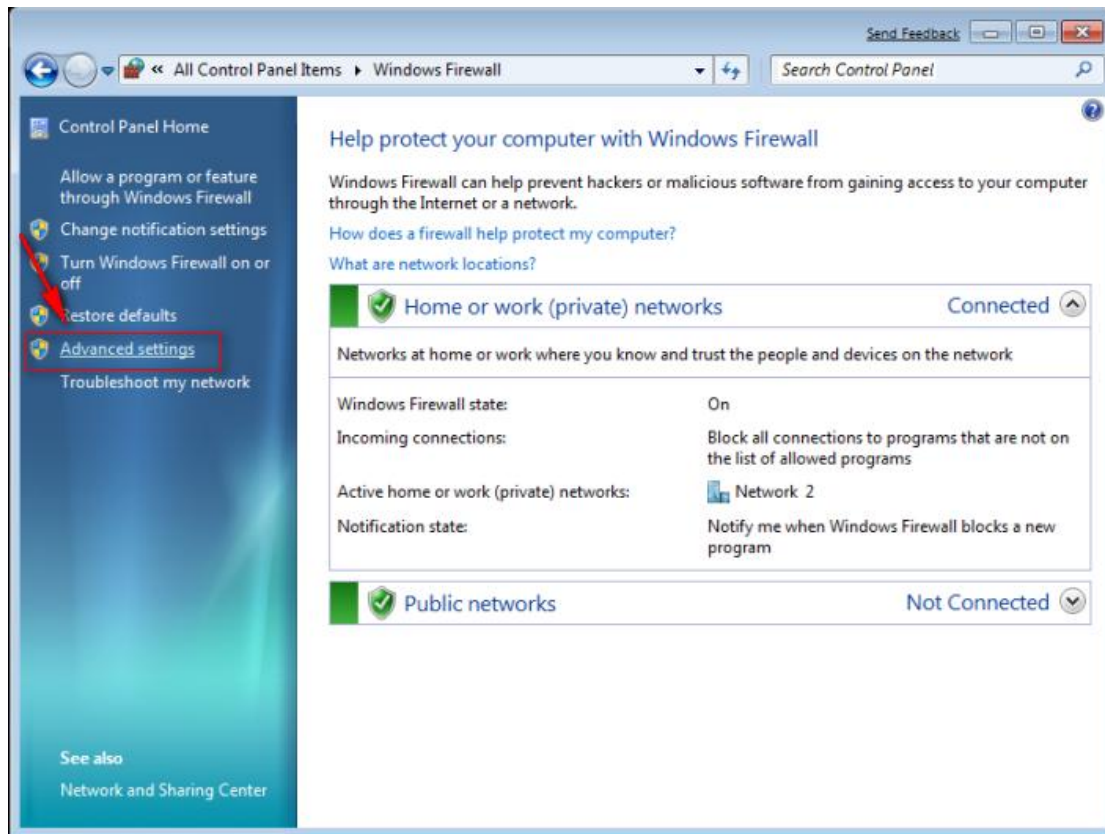 Send Feedback
« All Control Panel Items ▸ Windows Firewall
Search Control Panel
Control Panel Home
Allow a program or feature
through Windows Firewall
Change notification settings
Turn Windows Firewall on or
off
Restore defaults
Advanced settings
Troubleshoot my network
See also
Network and Sharing Center
Help protect your computer with Windows Firewall
Windows Firewall can help prevent hackers or malicious software from gaining access to your computer
through the Internet or a network.
How does a firewall help protect my computer?
What are network locations?
Home or work (private) networks Connected
Networks at home or work where you know and trust the people and devices on the network
Windows Firewall state: On
Incoming connections: Block all connections to programs that are not on
the list of allowed programs
Active home or work (private) networks: Network 2
Notification state: Notify me when Windows Firewall blocks a new
program
Public networks Not Connected